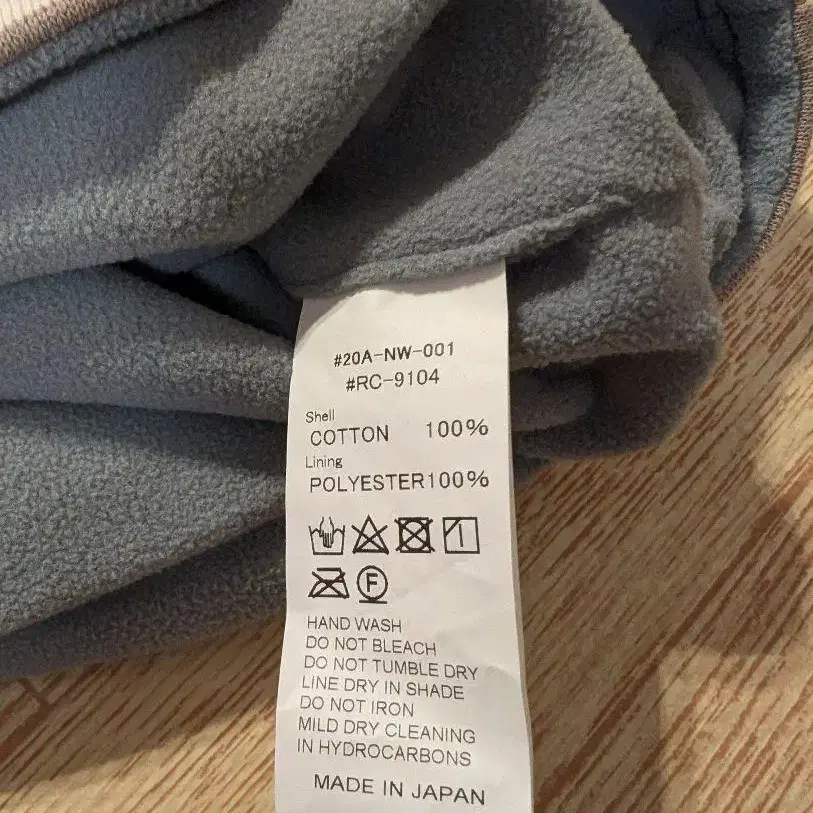 #20A-NW-001
#RC-9104
Shell
COTTON 100%
Lining
POLYESTER100%
F
HAND WASH
DO NOT BLEACH
DO NOT TUMBLE DRY
LINE DRY IN SHADE
DO NOT IRON
MILD DRY CLEANING
IN HYDROCARBONS
MADE IN JAPAN